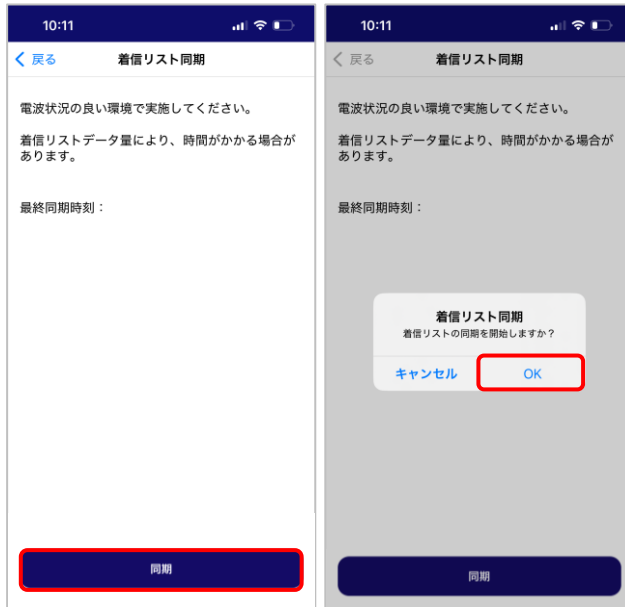 10:11
戻る
着信リスト同期
電波状況の良い環境で実施してください。
着信リストデータ量により、時間がかかる場合が
あります。
最終同期時刻：
同期
10:11
戻る
着信リスト同期
電波状況の良い環境で実施してください。
着信リストデータ量により、時間がかかる場合が
あります。
最終同期時刻：
着信リスト同期
着信リストの同期を開始しますか？
キャンセル
OK
同期